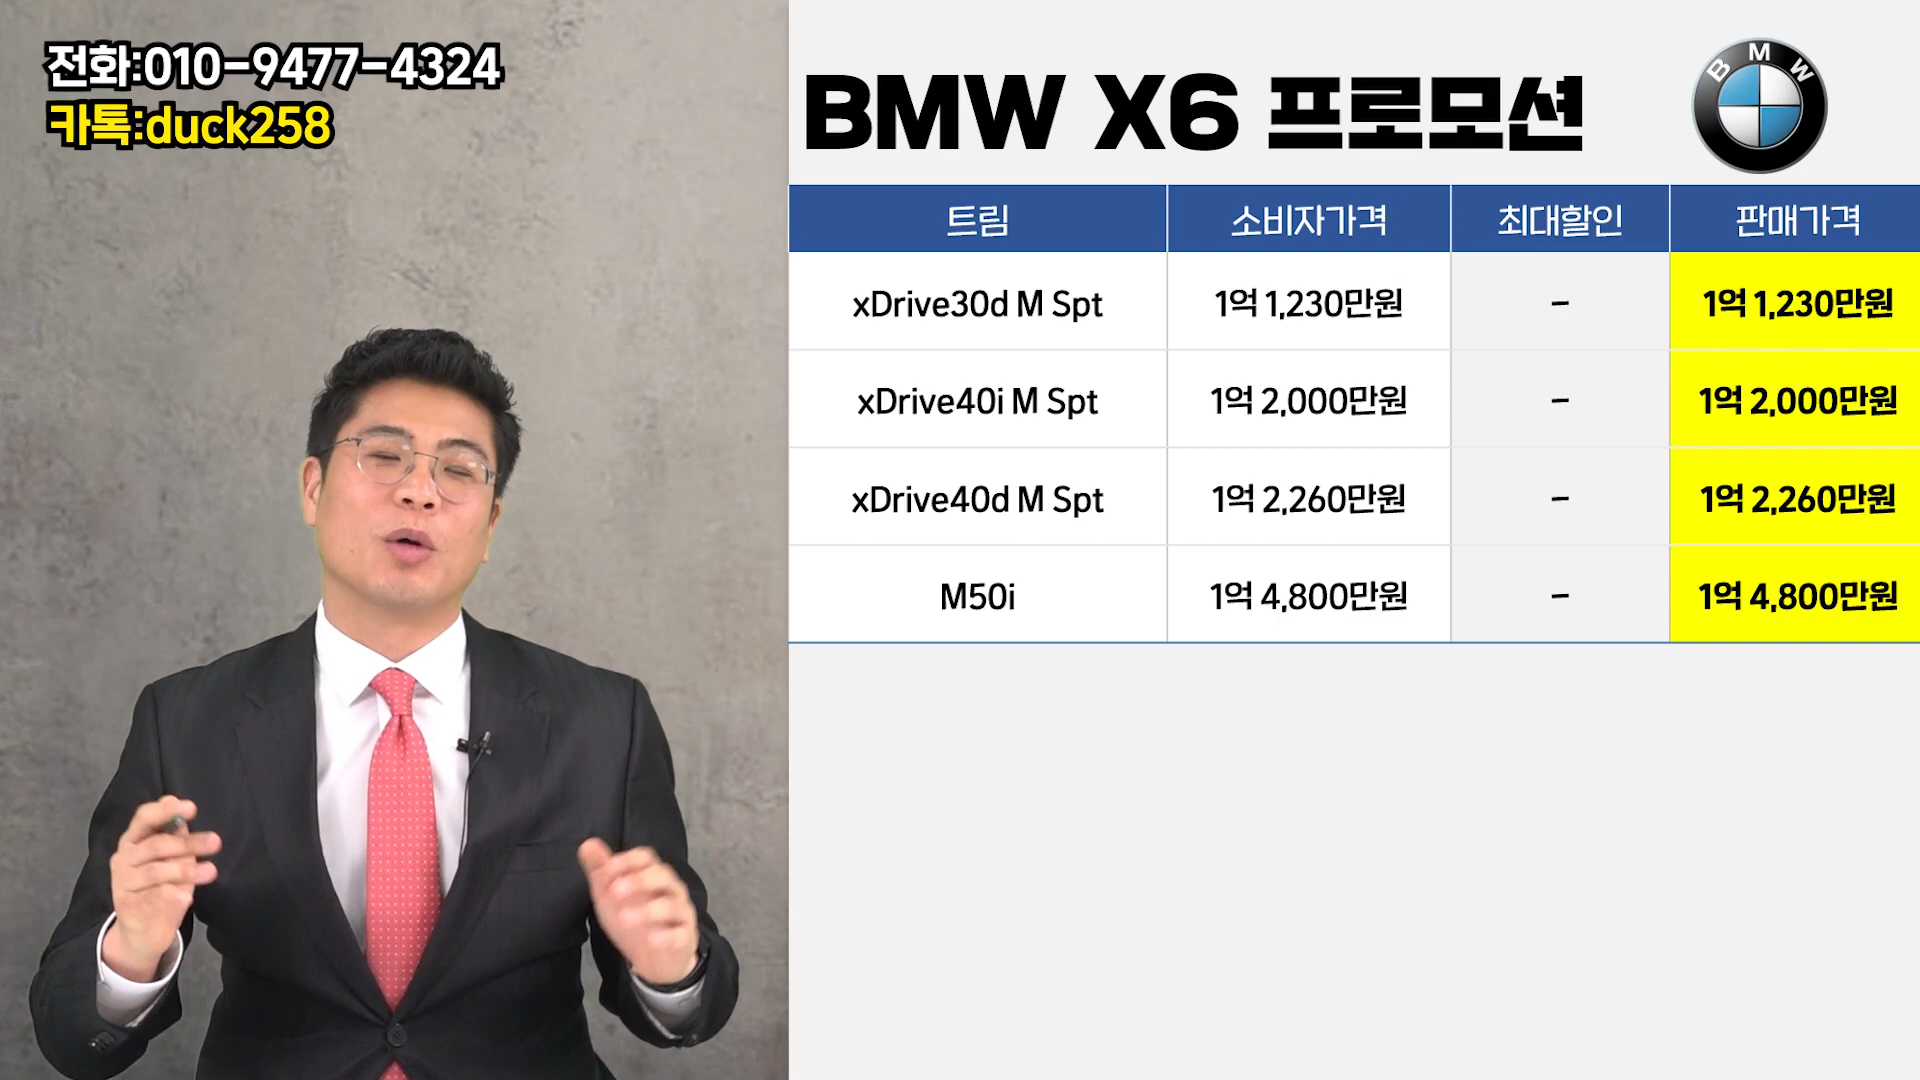 전화:010-9477-4324
카톡:duck258
BMW X6 프로모션
BMW
트림 소비자가격 최대할인 판매가격
xDrive30d M Spt 1억 1,230만원 - 1억 1,230만원
xDrive40i M Spt 1억 2,000만원 - 1억 2,000만원
xDrive40d M Spt 1억 2,260만원 - 1억 2,260만원
M50i 1억 4,800만원 - 1억 4,800만원